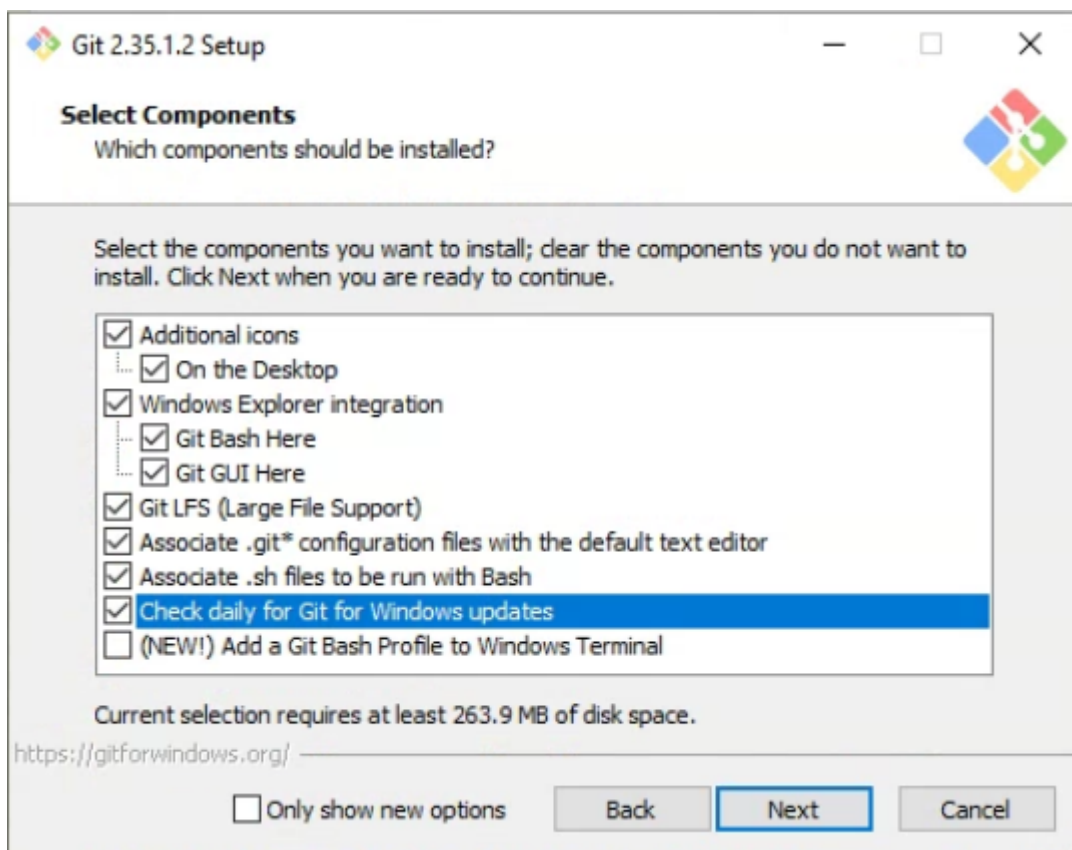 Git 2.35.1.2 Setup
Select Components
Which components should be installed?
Select the components you want to install; clear the components you do not want to
install. Click Next when you are ready to continue.
Additional icons
On the Desktop
Windows Explorer integration
Git Bash Here
Git GUI Here
Git LFS (Large File Support)
Associate .git* configuration files with the default text editor
Associate .sh files to be run with Bash
Check daily for Git for Windows updates
(NEW!) Add a Git Bash Profile to Windows Terminal
Current selection requires at least 263.9 MB of disk space.
https://gitforwindows.org/
Only show new options Back Next Cancel